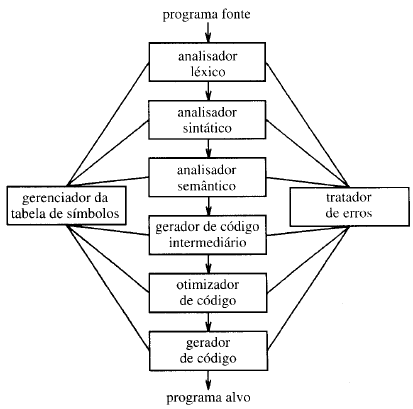 programa fonte
analisador
léxico
analisador
sintático
analisador
semântico
gerenciador da
tabela de símbolos
tratador
de erros
gerador de código
intermediário
otimizador
de código
gerador
de código
programa alvo